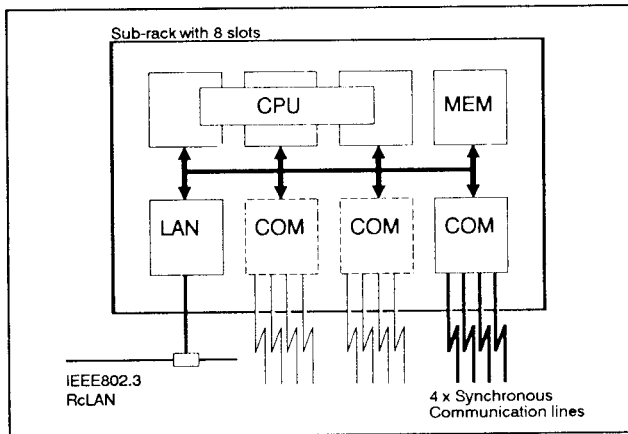 Sub-rack with 8 slots
CPU
MEM
LAN
COM
COM
COM
IEEE802.3
RcLAN
4 x Synchronous
Communication lines